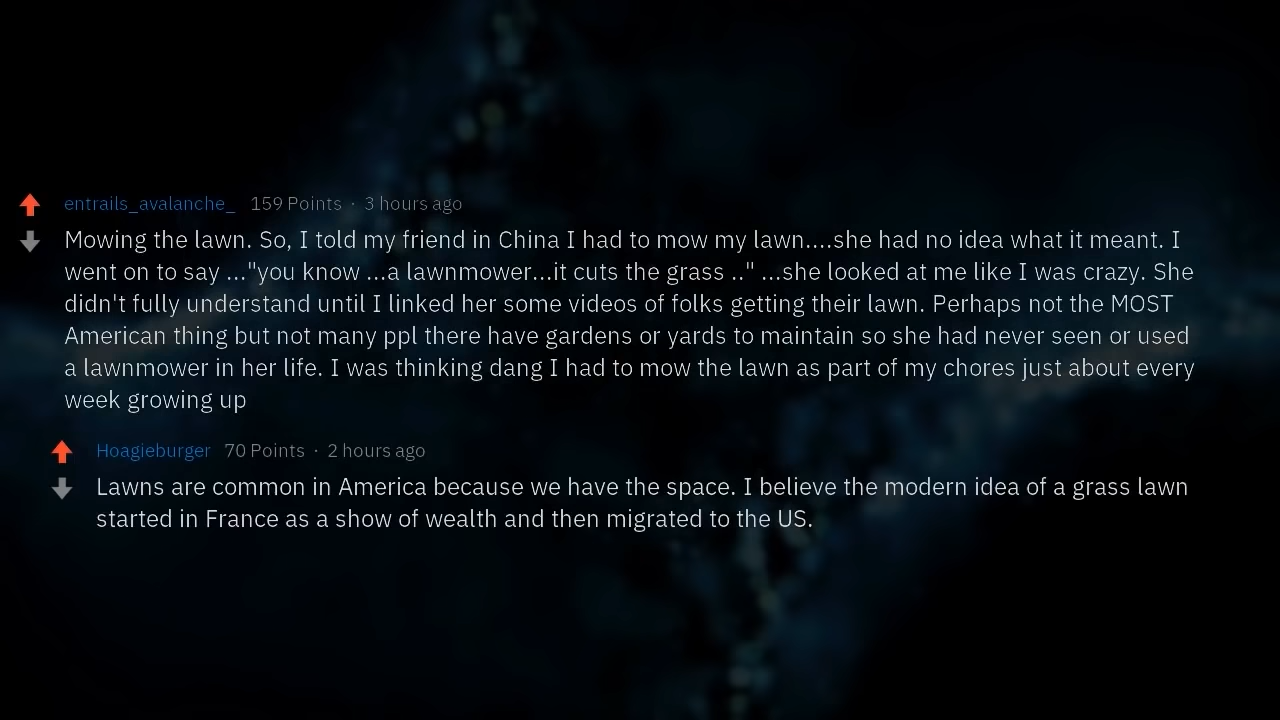 entrails_avalanche_ 159 Points · 3 hours ago
Mowing the lawn. So, I told my friend in China I had to mow my lawn....she had no idea what it meant. I
went on to say ..."you know ...a lawnmower...it cuts the grass .." ...she looked at me like I was crazy. She
didn't fully understand until I linked her some videos of folks getting their lawn. Perhaps not the MOST
American thing but not many ppl there have gardens or yards to maintain so she had never seen or used
a lawnmower in her life. I was thinking dang I had to mow the lawn as part of my chores just about every
week growing up
Hoagieburger 70 Points · 2 hours ago
Lawns are common in America because we have the space. I believe the modern idea of a grass lawn
started in France as a show of wealth and then migrated to the US.